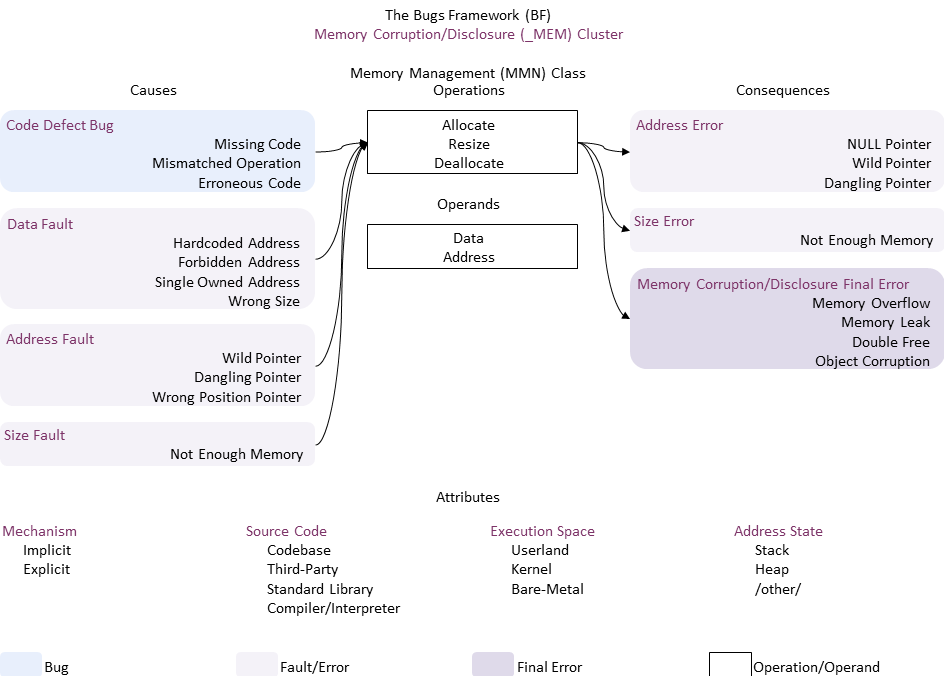 The Bugs Framework (BF)
Memory Corruption/Disclosure (_MEM) Cluster
Memory Management (MMN) Class
Causes
Operations
Consequences
Code Defect Bug
Missing Code
Mismatched Operation
Erroneous Code
Data Fault
Hardcoded Address
Forbidden Address
Single Owned Address
Wrong Size
Address Fault
Wild Pointer
Dangling Pointer
Wrong Position Pointer
Size Fault
Not Enough Memory
Allocate
Resize
Deallocate
Operands
Data
Address
Address Error
NULL Pointer
Wild Pointer
Dangling Pointer
Size Error
Not Enough Memory
Memory Corruption/Disclosure Final Error
Memory Overflow
Memory Leak
Double Free
Object Corruption
Attributes
Mechanism
Implicit
Explicit
Source Code
Codebase
Third-Party
Standard Library
Compiler/Interpreter
Execution Space
Userland
Kernel
Bare-Metal
Address State
Stack
Heap
/other/
Bug
Fault/Error
Final Error
Operation/Operand